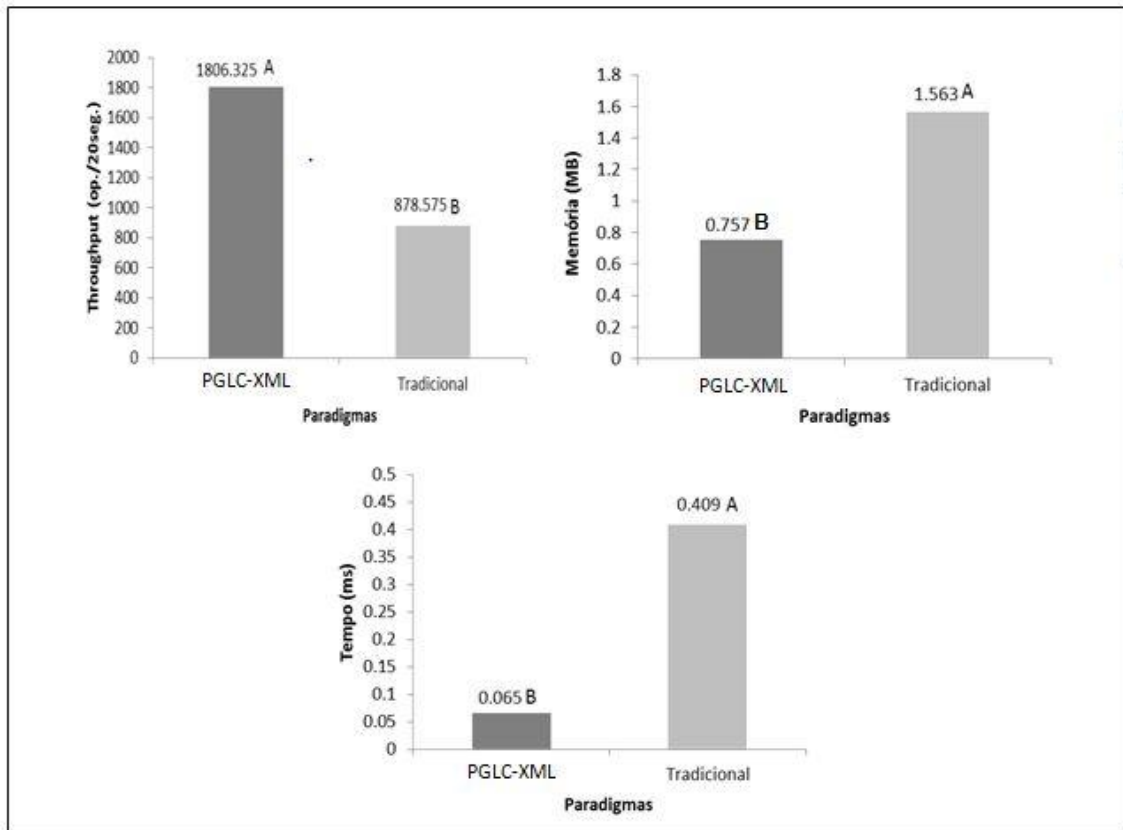 Throughput (op./20seg.)
2000
1800
1600
1400
1200
1000
800
600
400
200
0
1806.325 A
878.575 B
PGLC-XML
Tradicional
Paradigmas
Memória (MB)
1.8
1.6
1.4
1.2
1
0.8
0.6
0.4
0.2
0
0.757 B
1.563 A
PGLC-XML
Tradicional
Paradigmas
Tempo (ms)
0.5
0.45
0.4
0.35
0.3
0.25
0.2
0.15
0.1
0.05
0
0.065 B
0.409 A
PGLC-XML
Tradicional
Paradigmas